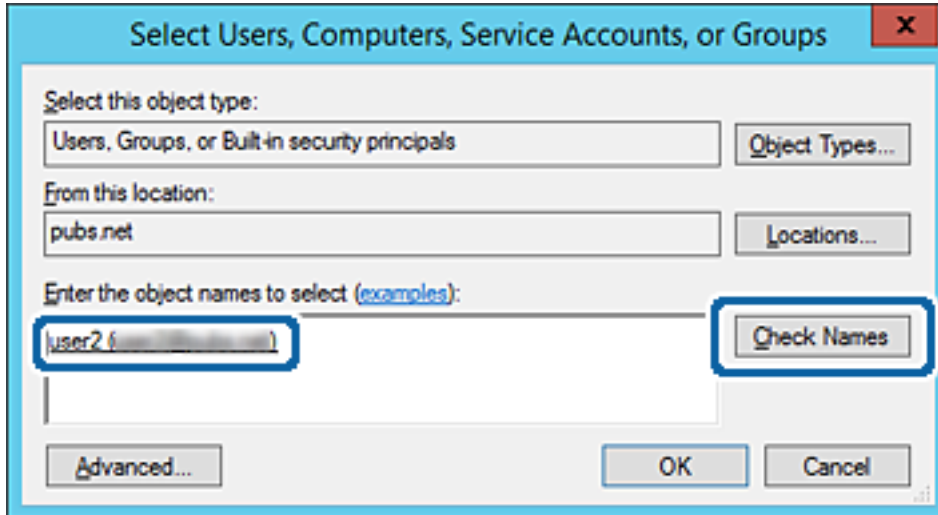 Select Users, Computers, Service Accounts, or Groups
x
Select this object type:
Users, Groups, or Built-in security principals
Object Types...
From this location:
pubs.net
Locations...
Enter the object names to select (examples):
user2 (
Check Names
Advanced...
OK
Cancel